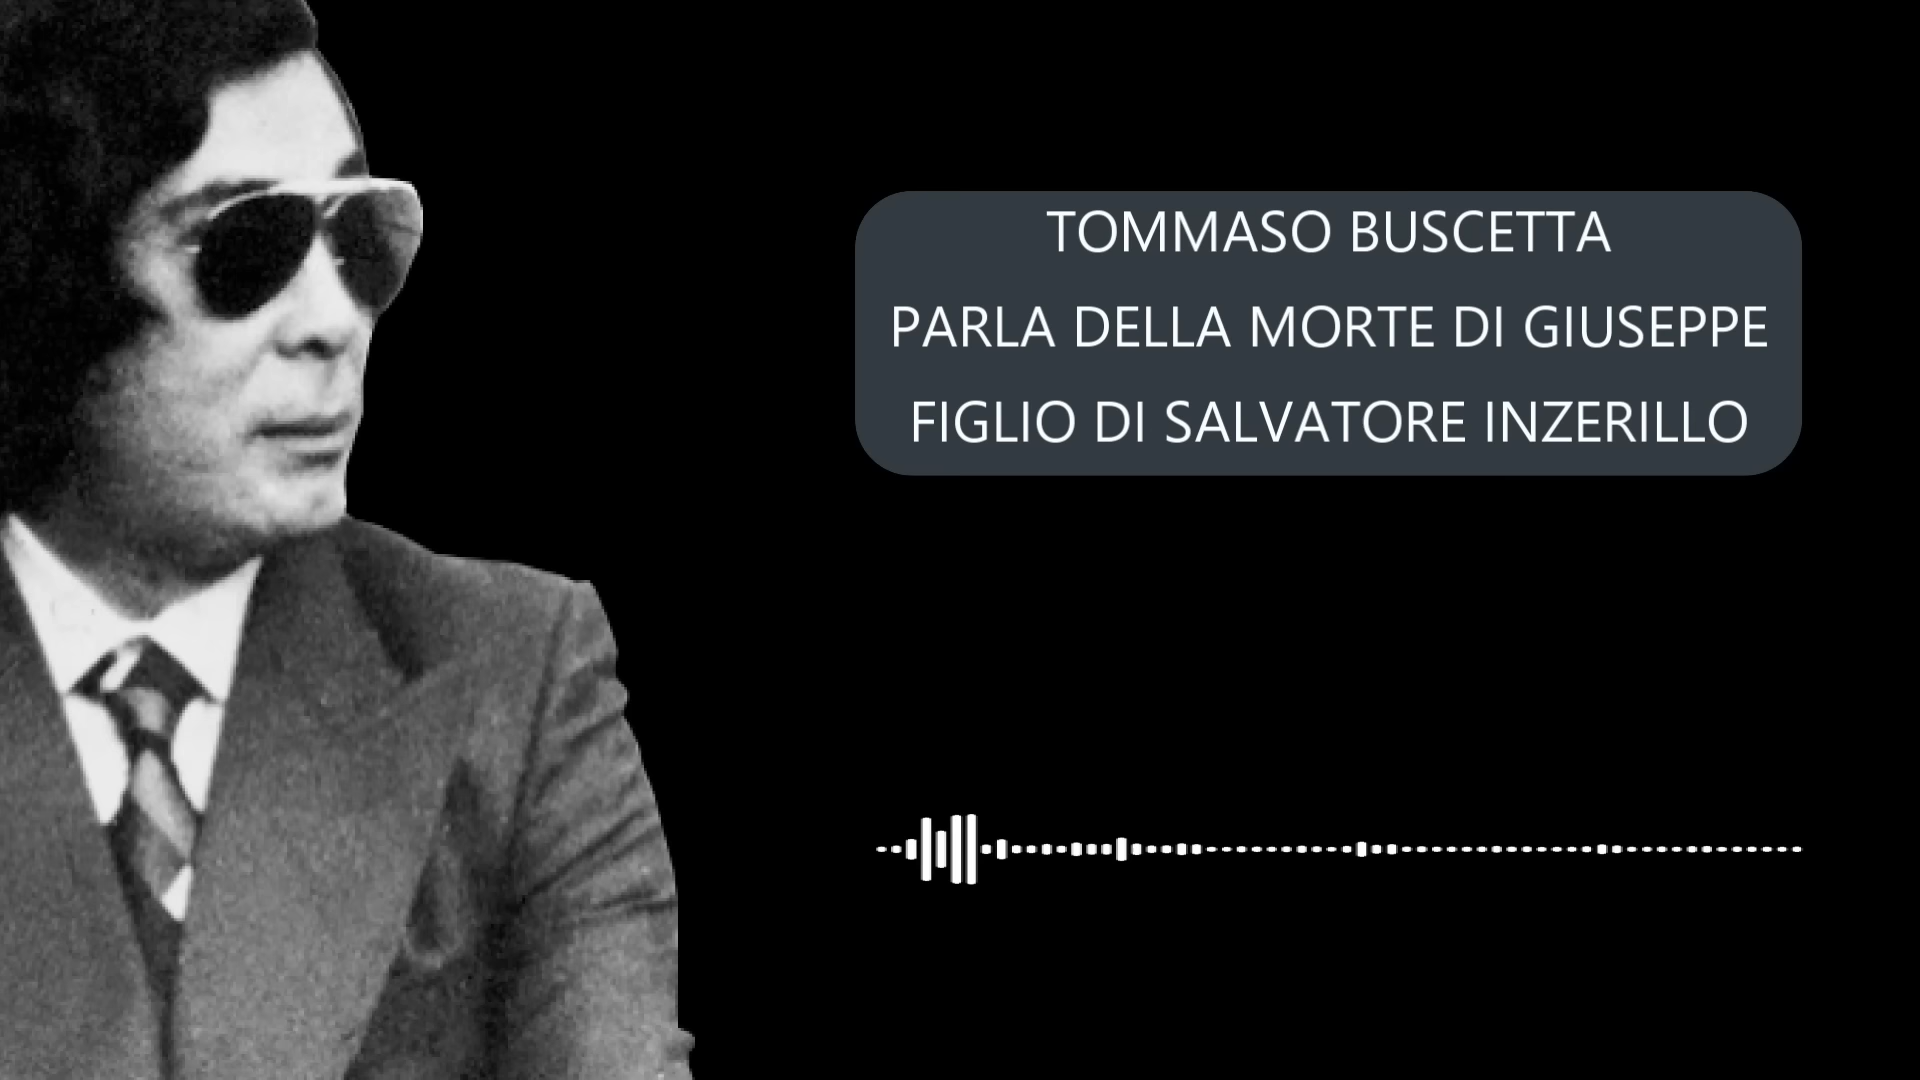 TOMMASO BUSCETTA
PARLA DELLA MORTE DI GIUSEPPE
FIGLIO DI SALVATORE INZERILLO